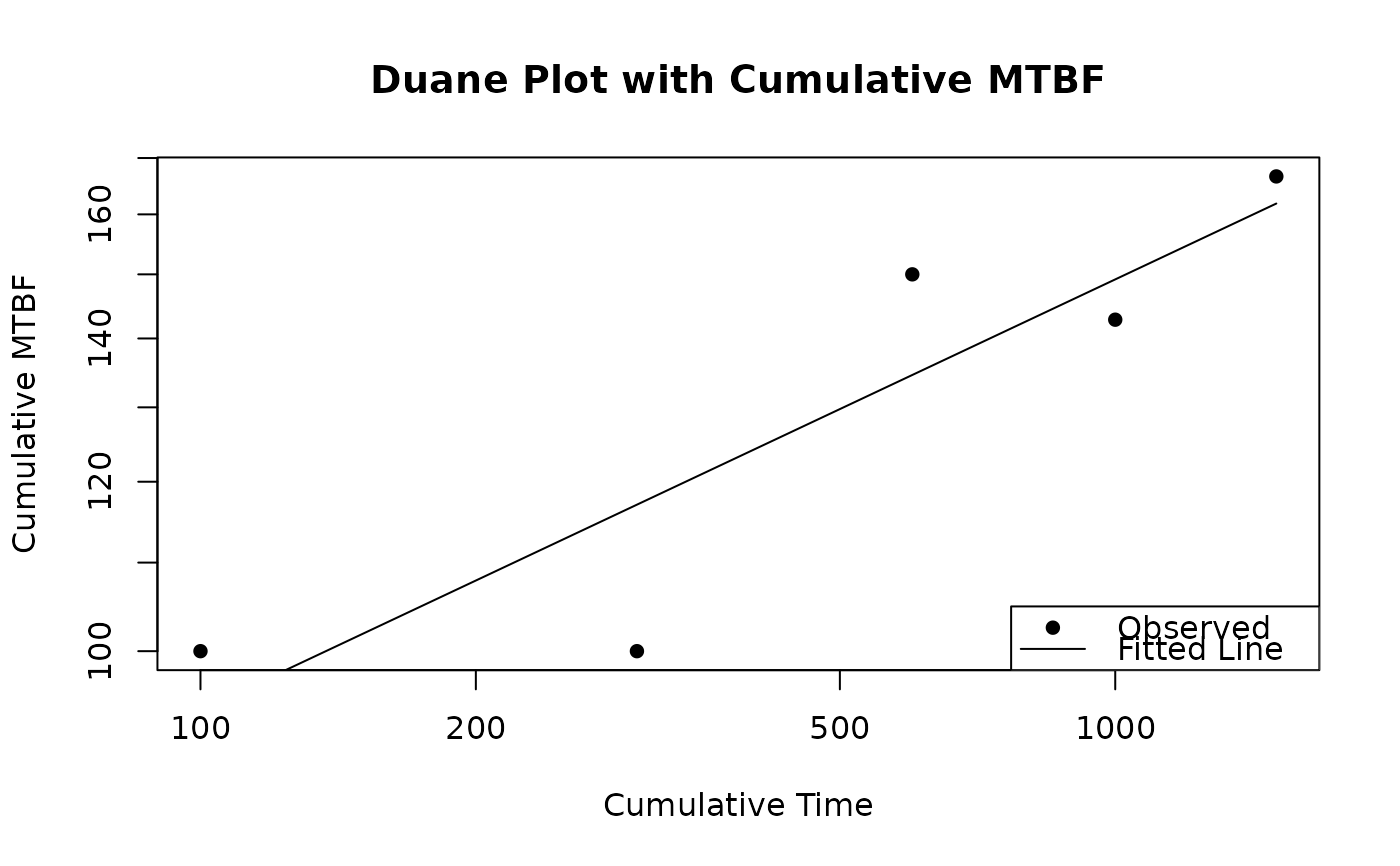 Duane Plot with Cumulative MTBF
Cumulative MTBF
160
140
120
100
100 200 500 1000
Cumulative Time
Observed
Fitted Line